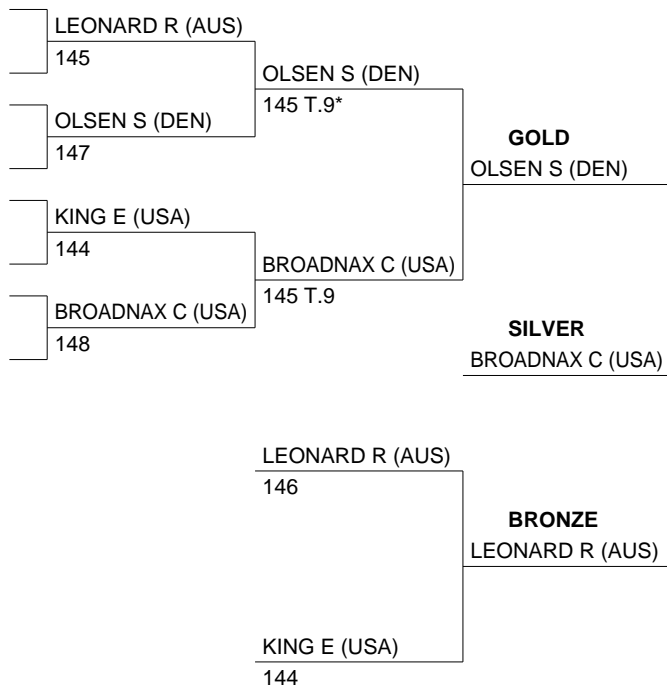 LEONARD R (AUS)
145
OLSEN S (DEN)
145 T.9*
OLSEN S (DEN)
147
GOLD
OLSEN S (DEN)
KING E (USA)
144
BROADNAX C (USA)
145 T.9
BROADNAX C (USA)
148
SILVER
BROADNAX C (USA)
LEONARD R (AUS)
146
BRONZE
LEONARD R (AUS)
KING E (USA)
144